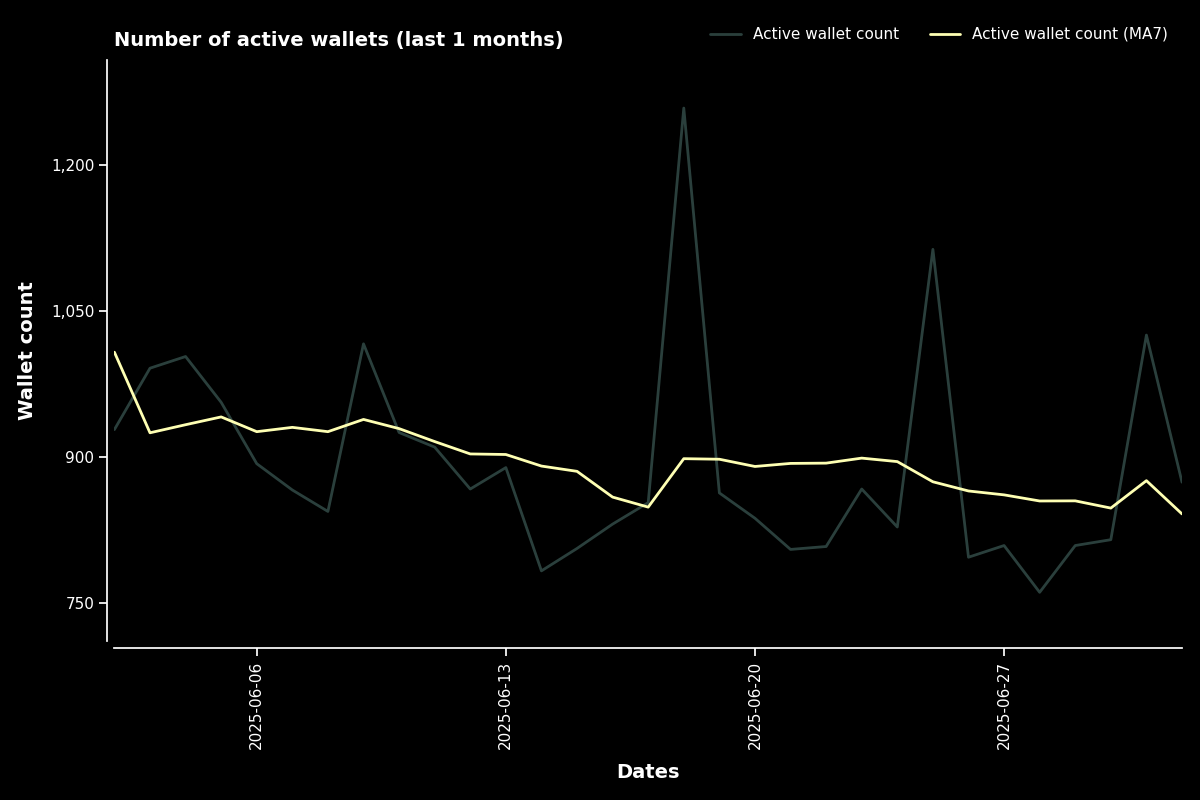 Number of active wallets (last 1 months)
Active wallet count
Active wallet count (MA7)
Wallet count
1,200
1,050
900
750
2025-06-06
2025-06-13
2025-06-20
2025-06-27
Dates